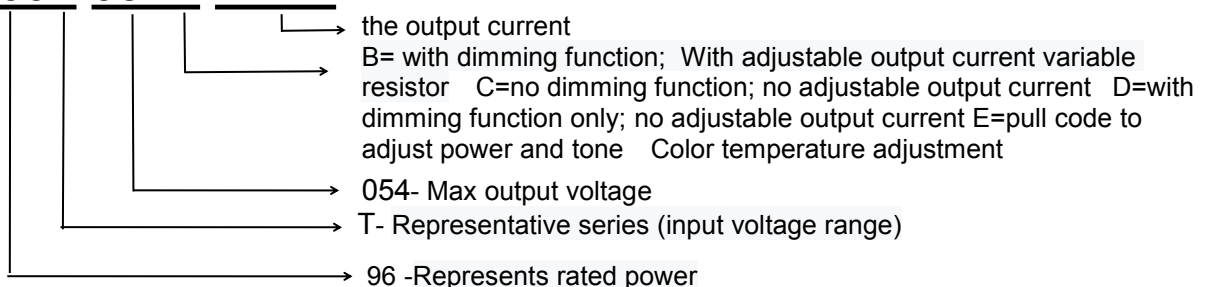 the output current
B= with dimming function; With adjustable output current variable
resistor C=no dimming function; no adjustable output current D=with
dimming function only; no adjustable output current E=pull code to
adjust power and tone Color temperature adjustment
054- Max output voltage
T- Representative series (input voltage range)
96 -Represents rated power